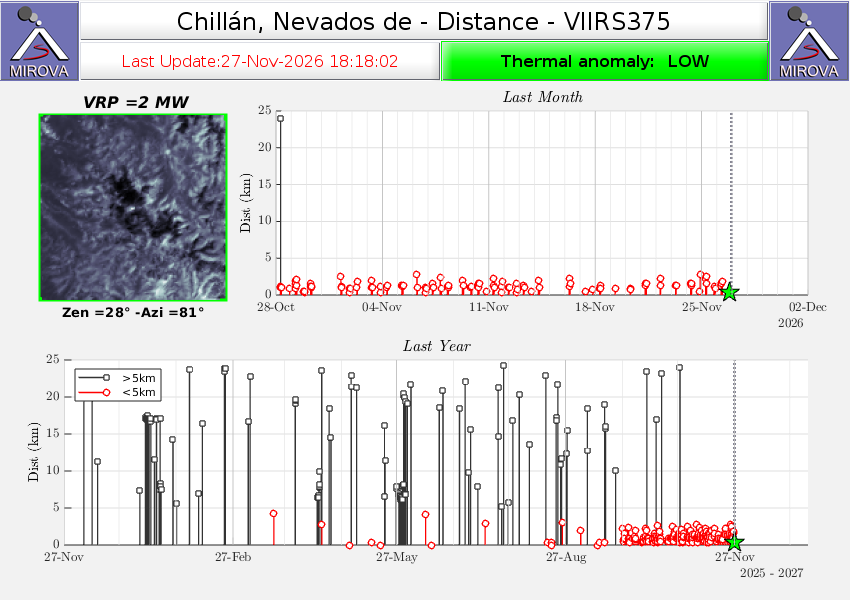 Chillán, Nevados de - Distance - VIIRS375
MIROVA
Last Update:27-Nov-2026 18:18:02
Thermal anomaly: LOW
MIROVA
VRP =2 MW
Zen =28° -Azi =81°
Last Month
Dist (km)
25
20
15
10
5
0
28-Oct 04-Nov 11-Nov 18-Nov 25-Nov 02-Dec
2026
Last Year
Dist (km)
25
20
15
10
5
0
>5km
<5km
27-Nov 27-Feb 27-May 27-Aug 27-Nov
2025 - 2027